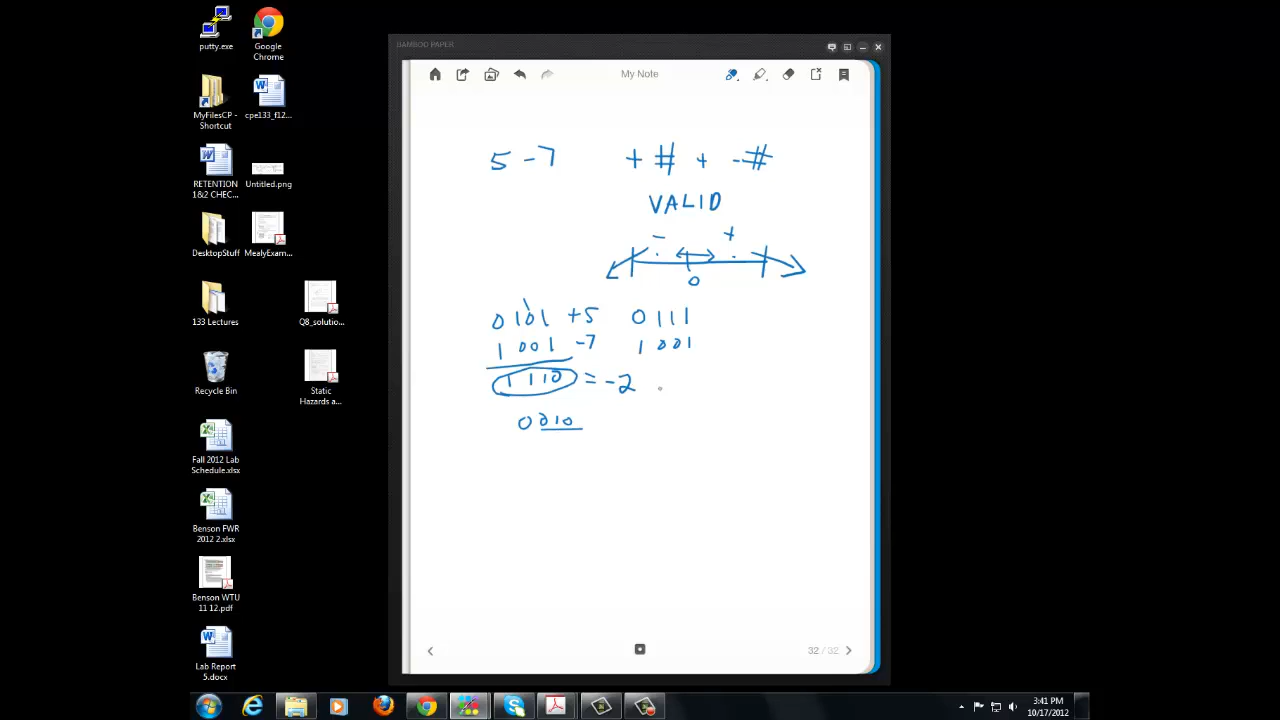 putty.exe
Google Chrome
MyFilesCP - Shortcut
cpe133_f12...
RETENTION 1&2 CHEC...
Untitled.png
DesktopStuff
MealyExam...
133 Lectures
Q8_solutio...
Recycle Bin
Static Hazards a...
Fall 2012 Lab Schedule.xlsx
Benson FWR 2012 2.xlsx
Benson WTU 11 12.pdf
Lab Report 5.docx
BAMBOO PAPER
My Note
5 - 7 + # + -#
VALID
- +
0
0101 +5 0111
1001 -7 1001
1110 = -2
0010
32 / 32
3:41 PM
10/17/2012